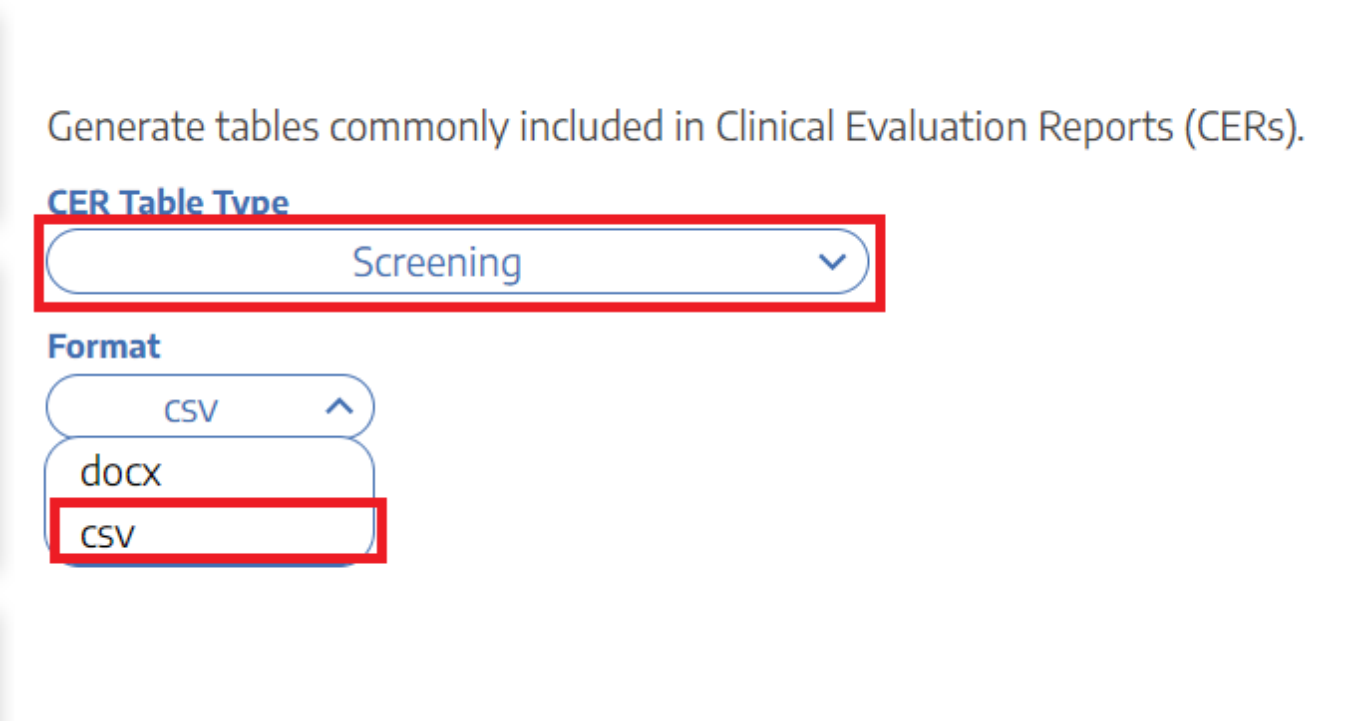 Generate tables commonly included in Clinical Evaluation Reports (CERs).
CER Table Type
Screening
Format
csv
docx
csv